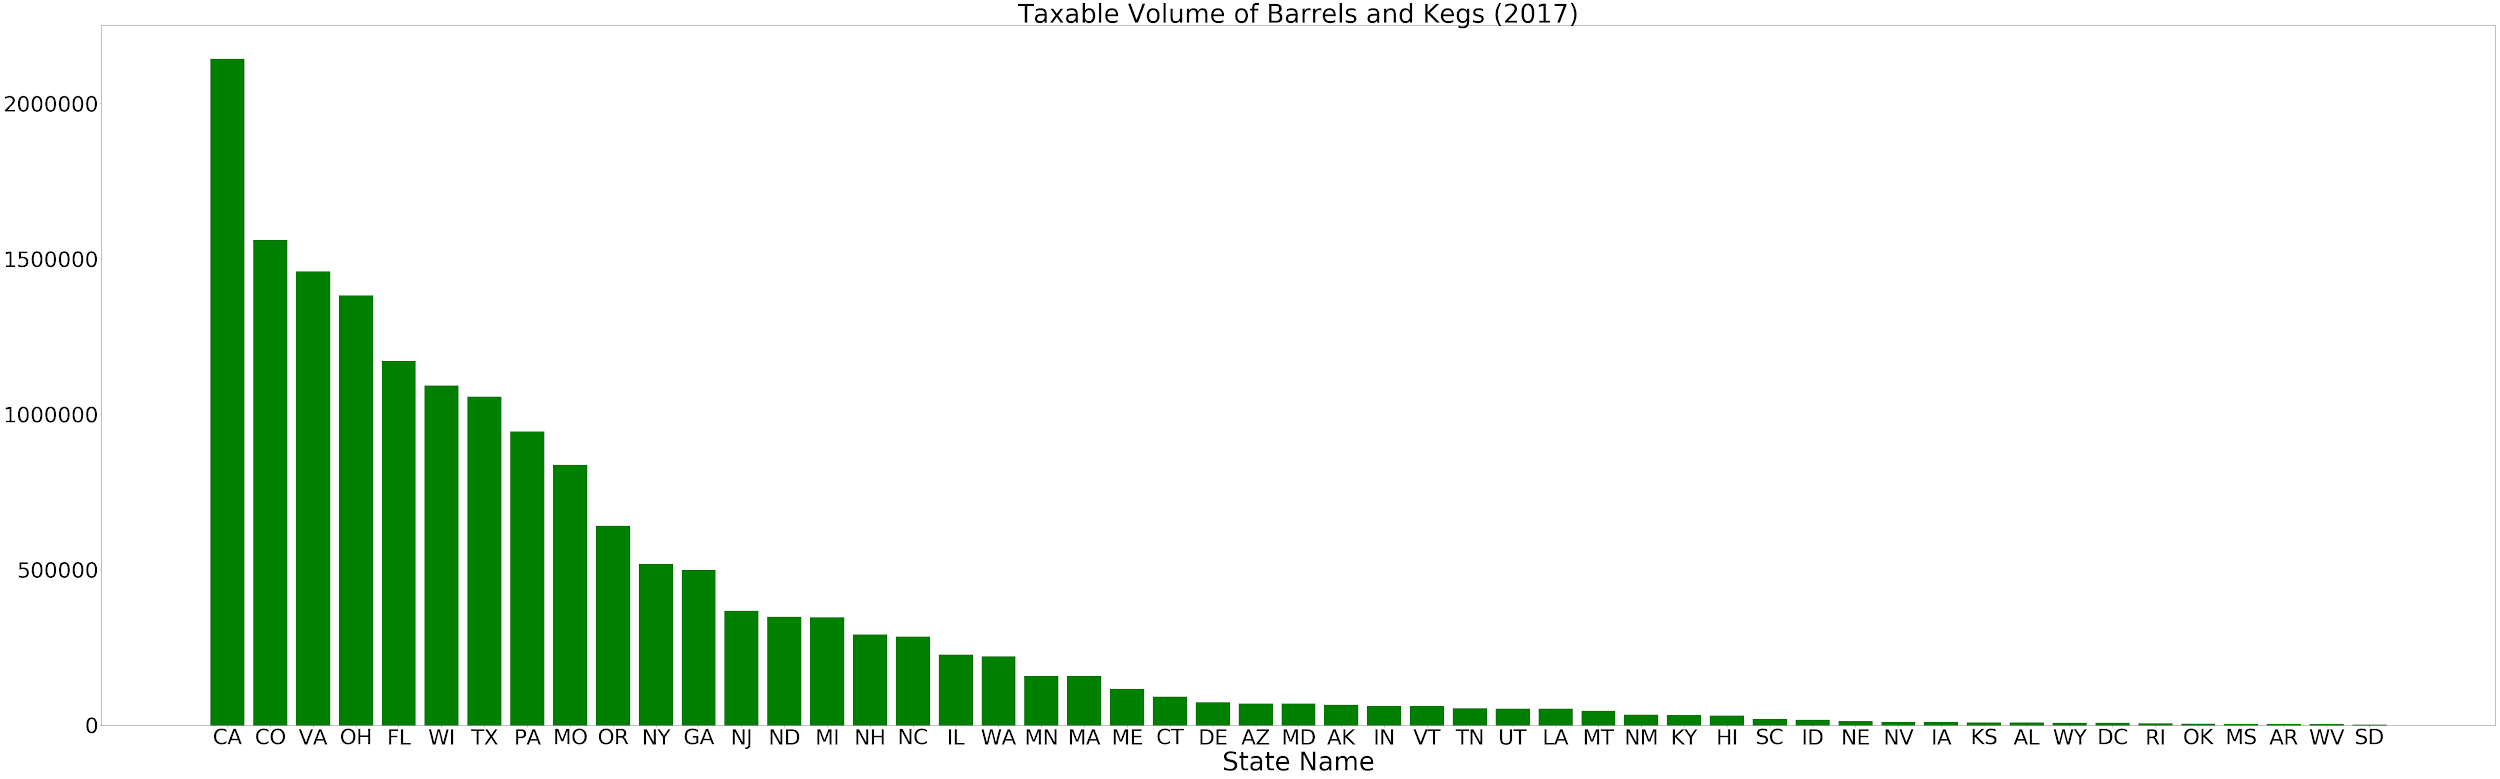 Taxable Volume of Barrels and Kegs (2017)
2000000
1500000
1000000
500000
0
CA CO VA OH FL WI TX PA MO OR NY GA NJ ND MI NH NC IL WA MN MA ME CT DE AZ MD AK IN VT TN UT LA MT NM KY HI SC ID NE NV IA KS AL WY DC RI OK MS AR WV SD
State Name